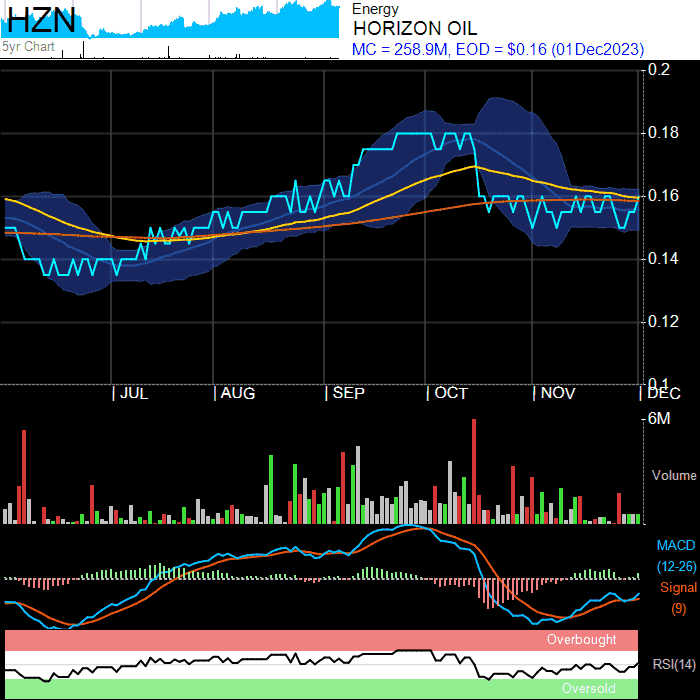 HZN
5yr Chart
Energy
HORIZON OIL
MC = 258.9M, EOD = $0.16 (01Dec2023)
0.2
0.18
0.16
0.14
0.12
0.1
JUL AUG SEP OCT NOV DEC
6M
Volume
MACD
(12-26)
Signal
(9)
Overbought
RSI(14)
Oversold